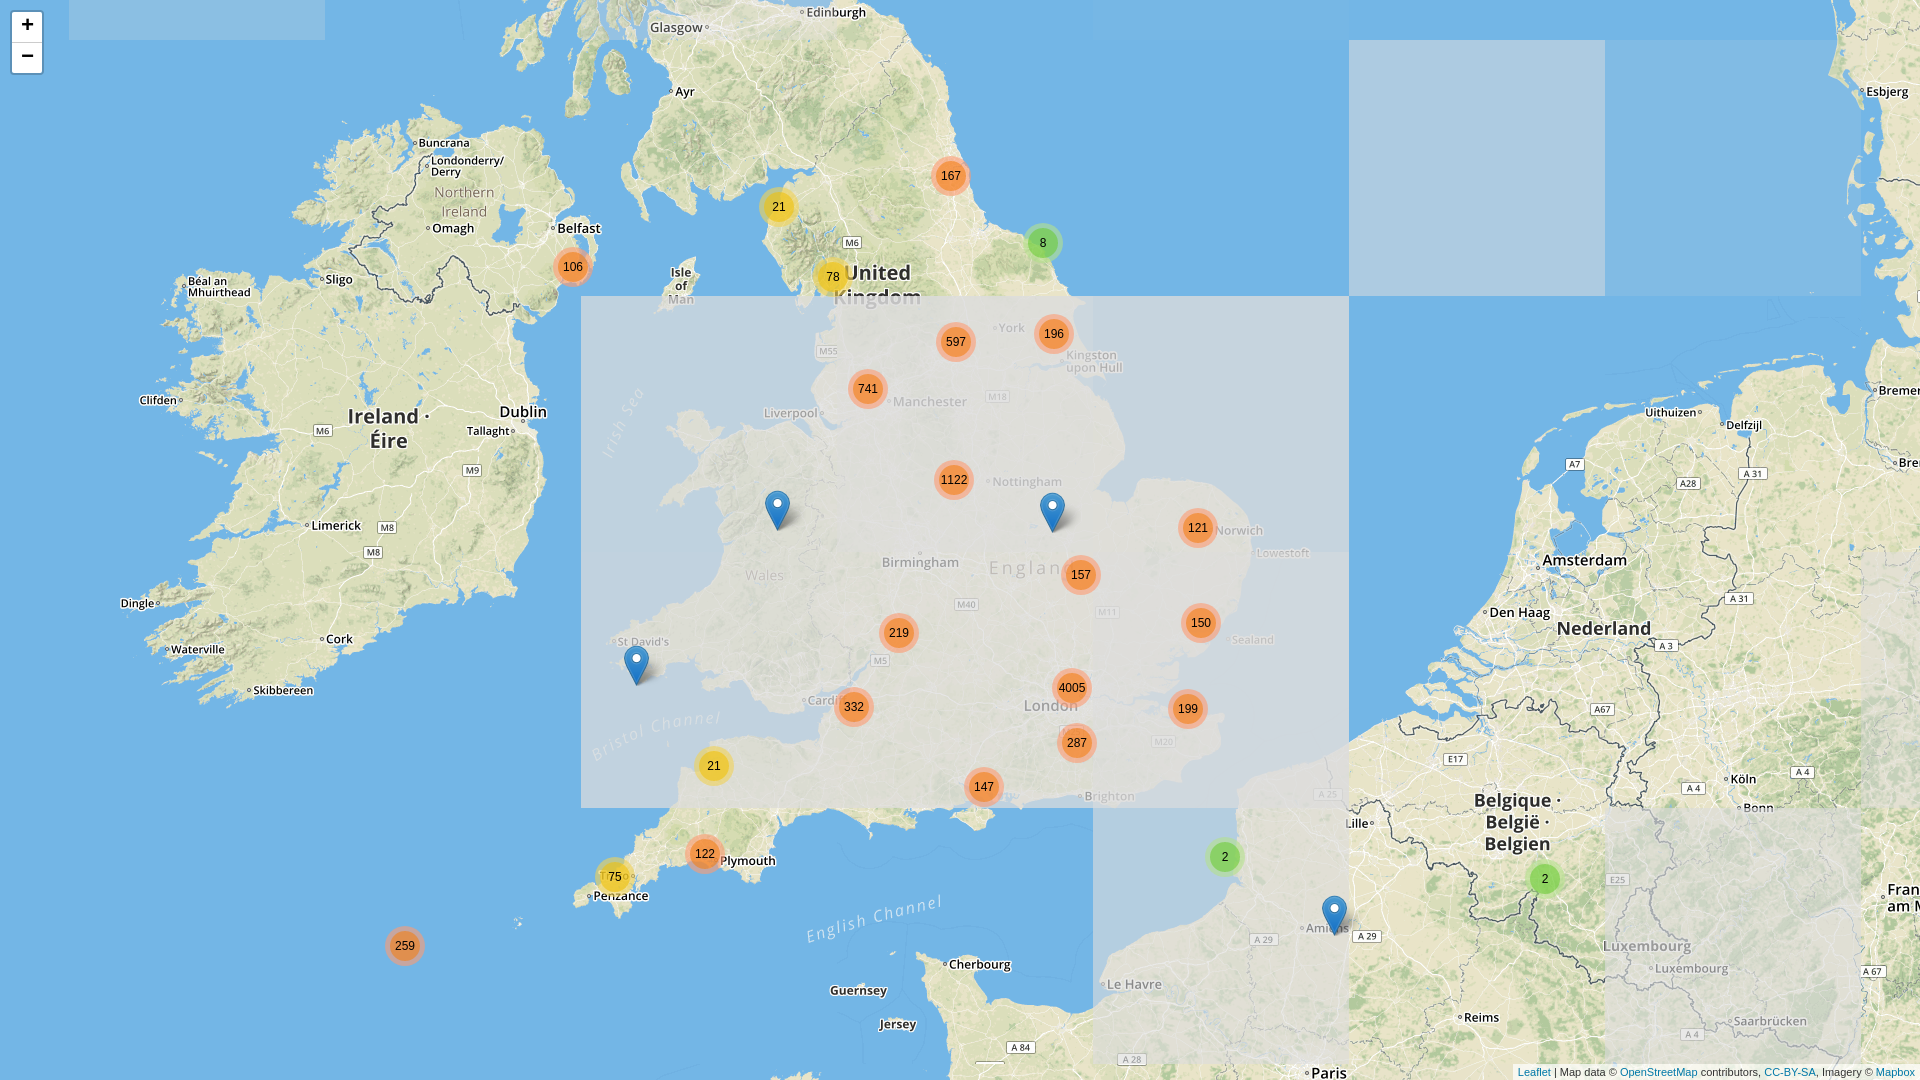 +
−
Edinburgh
Glasgow
Ayr
Esbjerg
Buncrana
Londonderry/
Derry
167
Northern
Ireland
21
Omagh
Belfast
M6
8
106
Isle
of
Man
78
United
Kingdom
Sligo
Béal an
Mhuirthead
York
196
597
M55
Kingston
upon Hull
741
Manchester
M18
Clifden
Liverpool
Dublin
Tallaght
Ireland ·
Éire
M6
M9
Irish Sea
Uithuizen
Delfzijl
A7
A 31
A28
1122
Nottingham
Limerick
M8
M8
121
Norwich
Lowestoft
Birmingham
Wales
157
Amsterdam
Dingle
M40
M11
A 31
Den Haag
Nederland
150
219
Sealand
Cork
Waterville
St David's
A 3
M5
Skibbereen
4005
London
332
199
A67
Bristol Channel
287
M20
E17
21
147
Brighton
A 25
Köln
A 4
A 4
Bonn
Belgique ·
België ·
Belgien
Lille
122
Plymouth
2
75
Penzance
2
E25
English Channel
Amiens
A 29
A 29
259
Luxembourg
Luxembourg
A 67
Cherbourg
Le Havre
Guernsey
Jersey
Reims
Saarbrücken
A 4
A 84
A 28
Paris
Leaflet | Map data © OpenStreetMap contributors, CC-BY-SA, Imagery © Mapbox